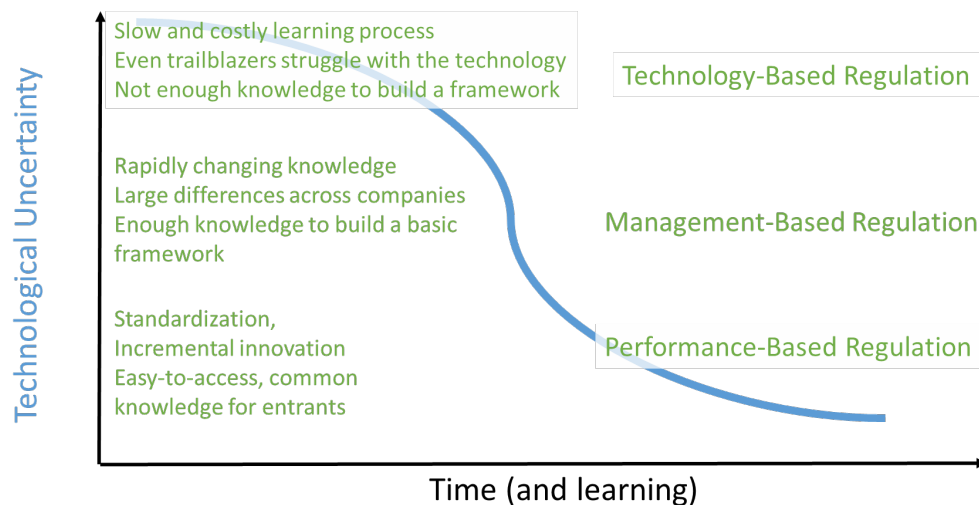 Technological Uncertainty
Slow and costly learning process
Even trailblazers struggle with the technology
Not enough knowledge to build a framework
Technology-Based Regulation
Rapidly changing knowledge
Large differences across companies
Enough knowledge to build a basic
framework
Management-Based Regulation
Standardization,
Incremental innovation
Easy-to-access, common
knowledge for entrants
Performance-Based Regulation
Time (and learning)